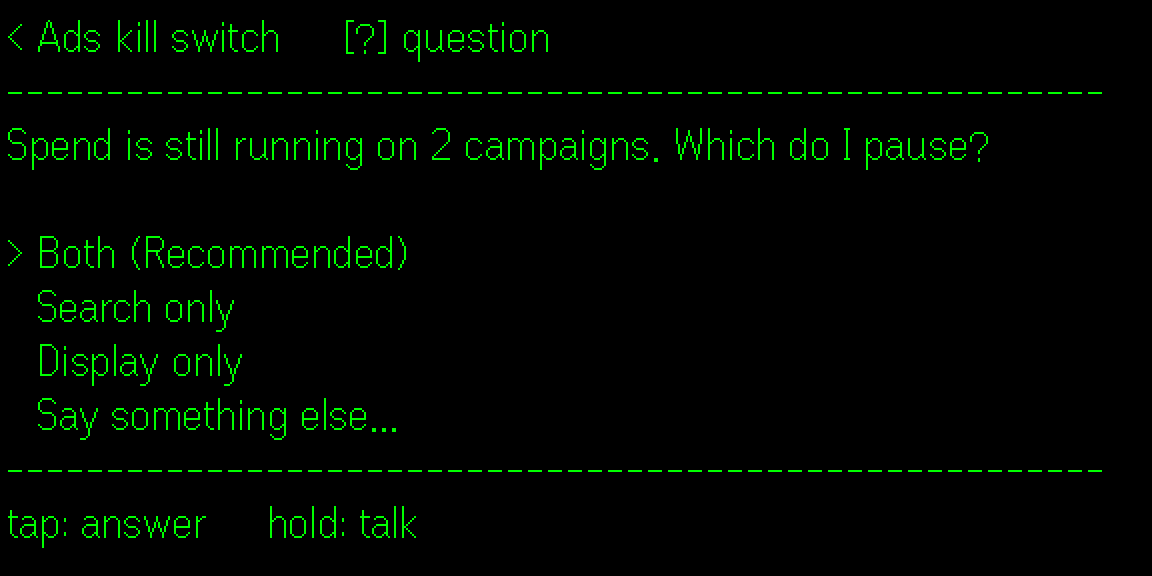 < Ads kill switch [?] question
-------------------------------------------------------
Spend is still running on 2 campaigns. Which do I pause?
> Both (Recommended)
Search only
Display only
Say something else...
-------------------------------------------------------
tap: answer hold: talk